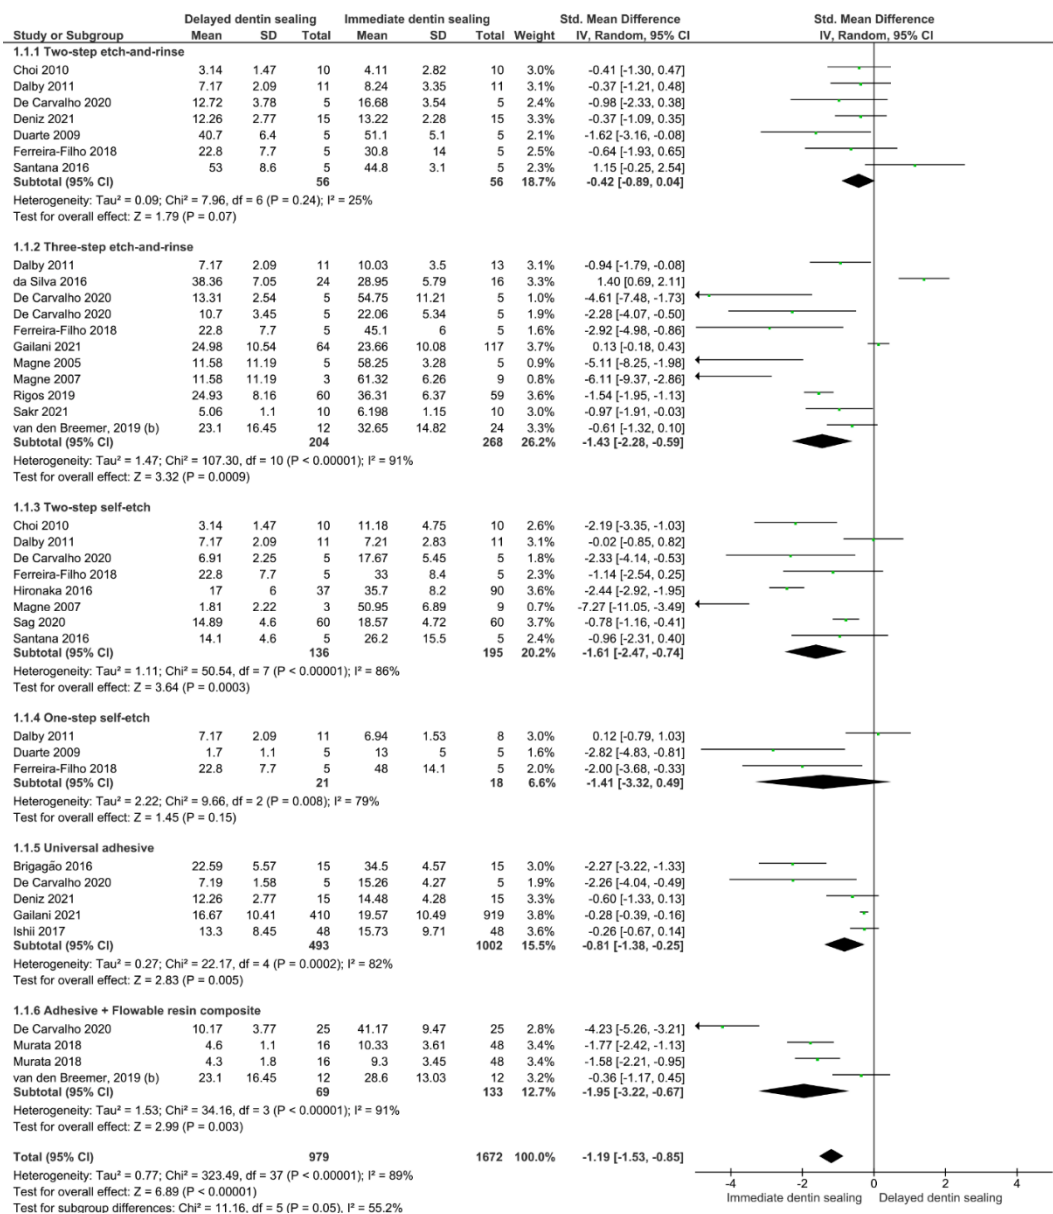 Delayed dentin sealing Immediate dentin sealing Std. Mean Difference Std. Mean Difference
Study or Subgroup Mean SD Total Mean SD Total Weight IV, Random, 95% CI IV, Random, 95% CI
1.1.1 Two-step etch-and-rinse
Choi 2010 3.14 1.47 10 4.11 2.82 10 3.0% -0.41 [-1.30, 0.47]
Dalby 2011 7.17 2.09 11 8.24 3.35 11 3.1% -0.37 [-1.21, 0.48]
De Carvalho 2020 12.72 3.78 5 16.68 3.54 5 2.4% -0.98 [-2.33, 0.38]
Deniz 2021 12.26 2.77 15 13.22 2.28 15 3.3% -0.37 [-1.09, 0.35]
Duarte 2009 40.7 6.4 5 51.1 5.1 5 2.1% -1.62 [-3.16, -0.08]
Ferreira-Filho 2018 22.8 7.7 5 30.8 14 5 2.5% -0.64 [-1.93, 0.65]
Santana 2016 53 8.6 5 44.8 3.1 5 2.3% 1.15 [-0.25, 2.54]
Subtotal (95% CI) 56 56 18.7% -0.42 [-0.89, 0.04]
Heterogeneity: Tau² = 0.09; Chi² = 7.96, df = 6 (P = 0.24); I² = 25%
Test for overall effect: Z = 1.79 (P = 0.07)
1.1.2 Three-step etch-and-rinse
Dalby 2011 7.17 2.09 11 10.03 3.5 13 3.1% -0.94 [-1.79, -0.08]
da Silva 2016 38.36 7.05 24 28.95 5.79 16 3.3% 1.40 [0.69, 2.11]
De Carvalho 2020 13.31 2.54 5 54.75 11.21 5 1.0% -4.61 [-7.48, -1.73]
De Carvalho 2020 10.7 3.45 5 22.06 5.34 5 1.9% -2.28 [-4.07, -0.50]
Ferreira-Filho 2018 22.8 7.7 5 45.1 6 5 1.6% -2.92 [-4.98, -0.86]
Gailani 2021 24.98 10.54 64 23.66 10.08 117 3.7% 0.13 [-0.18, 0.43]
Magne 2005 11.58 11.19 5 58.25 3.28 5 0.9% -5.11 [-8.25, -1.98]
Magne 2007 11.58 11.19 3 61.32 6.26 9 0.8% -6.11 [-9.37, -2.86]
Rigos 2019 24.93 8.16 60 36.31 6.37 59 3.6% -1.54 [-1.95, -1.13]
Sakr 2021 5.06 1.1 10 6.198 1.15 10 3.0% -0.97 [-1.91, -0.03]
van den Breemer, 2019 (b) 23.1 16.45 12 32.65 14.82 24 3.3% -0.61 [-1.32, 0.10]
Subtotal (95% CI) 204 268 26.2% -1.43 [-2.28, -0.59]
Heterogeneity: Tau² = 1.47; Chi² = 107.30, df = 10 (P < 0.00001); I² = 91%
Test for overall effect: Z = 3.32 (P = 0.0009)
1.1.3 Two-step self-etch
Choi 2010 3.14 1.47 10 11.18 4.75 10 2.6% -2.19 [-3.35, -1.03]
Dalby 2011 7.17 2.09 11 7.21 2.83 11 3.1% -0.02 [-0.85, 0.82]
De Carvalho 2020 6.91 2.25 5 17.67 5.45 5 1.8% -2.33 [-4.14, -0.53]
Ferreira-Filho 2018 22.8 7.7 5 33 8.4 5 2.3% -1.14 [-2.54, 0.25]
Hironaka 2016 17 6 37 35.7 8.2 90 3.6% -2.44 [-2.92, -1.95]
Magne 2007 1.81 2.22 3 50.95 6.89 9 0.7% -7.27 [-11.05, -3.49]
Sag 2020 14.89 4.6 60 18.57 4.72 60 3.7% -0.78 [-1.16, -0.41]
Santana 2016 14.1 4.6 5 26.2 15.5 5 2.4% -0.96 [-2.31, 0.40]
Subtotal (95% CI) 136 195 20.2% -1.61 [-2.47, -0.74]
Heterogeneity: Tau² = 1.11; Chi² = 50.54, df = 7 (P < 0.00001); I² = 86%
Test for overall effect: Z = 3.64 (P = 0.0003)
1.1.4 One-step self-etch
Dalby 2011 7.17 2.09 11 6.94 1.53 8 3.0% 0.12 [-0.79, 1.03]
Duarte 2009 1.7 1.1 5 13 5 5 1.6% -2.82 [-4.83, -0.81]
Ferreira-Filho 2018 22.8 7.7 5 48 14.1 5 2.0% -2.00 [-3.68, -0.33]
Subtotal (95% CI) 21 18 6.6% -1.41 [-3.32, 0.49]
Heterogeneity: Tau² = 2.22; Chi² = 9.66, df = 2 (P = 0.008); I² = 79%
Test for overall effect: Z = 1.45 (P = 0.15)
1.1.5 Universal adhesive
Brigagão 2016 22.59 5.57 15 34.5 4.57 15 3.0% -2.27 [-3.22, -1.33]
De Carvalho 2020 7.19 1.58 5 15.26 4.27 5 1.9% -2.26 [-4.04, -0.49]
Deniz 2021 12.26 2.77 15 14.48 4.28 15 3.3% -0.60 [-1.33, 0.13]
Gailani 2021 16.67 10.41 410 19.57 10.49 919 3.8% -0.28 [-0.39, -0.16]
Ishii 2017 13.3 8.45 48 15.73 9.71 48 3.6% -0.26 [-0.67, 0.14]
Subtotal (95% CI) 493 1002 15.5% -0.81 [-1.38, -0.25]
Heterogeneity: Tau² = 0.27; Chi² = 22.17, df = 4 (P = 0.0002); I² = 82%
Test for overall effect: Z = 2.83 (P = 0.005)
1.1.6 Adhesive + Flowable resin composite
De Carvalho 2020 10.17 3.77 25 41.17 9.47 25 2.8% -4.23 [-5.26, -3.21]
Murata 2018 4.6 1.1 16 10.33 3.61 48 3.4% -1.77 [-2.42, -1.13]
Murata 2018 4.3 1.8 16 9.3 3.45 48 3.4% -1.58 [-2.21, -0.95]
van den Breemer, 2019 (b) 23.1 16.45 12 28.6 13.03 12 3.2% -0.36 [-1.17, 0.45]
Subtotal (95% CI) 69 133 12.7% -1.95 [-3.22, -0.67]
Heterogeneity: Tau² = 1.53; Chi² = 34.16, df = 3 (P < 0.00001); I² = 91%
Test for overall effect: Z = 2.99 (P = 0.003)
Total (95% CI) 979 1672 100.0% -1.19 [-1.53, -0.85]
Heterogeneity: Tau² = 0.77; Chi² = 323.49, df = 37 (P < 0.00001); I² = 89%
Test for overall effect: Z = 6.89 (P < 0.00001)
Test for subgroup differences: Chi² = 11.16, df = 5 (P = 0.05), I² = 55.2%
-4 -2 0 2 4
Immediate dentin sealing Delayed dentin sealing